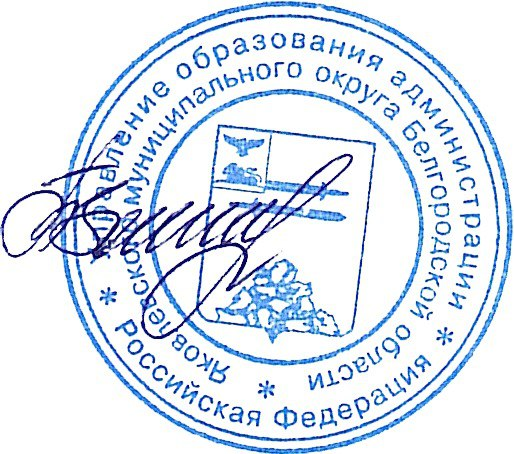 Управление образования администрации
Яковлевского муниципального округа Белгородской области
* Российская Федерация *
*